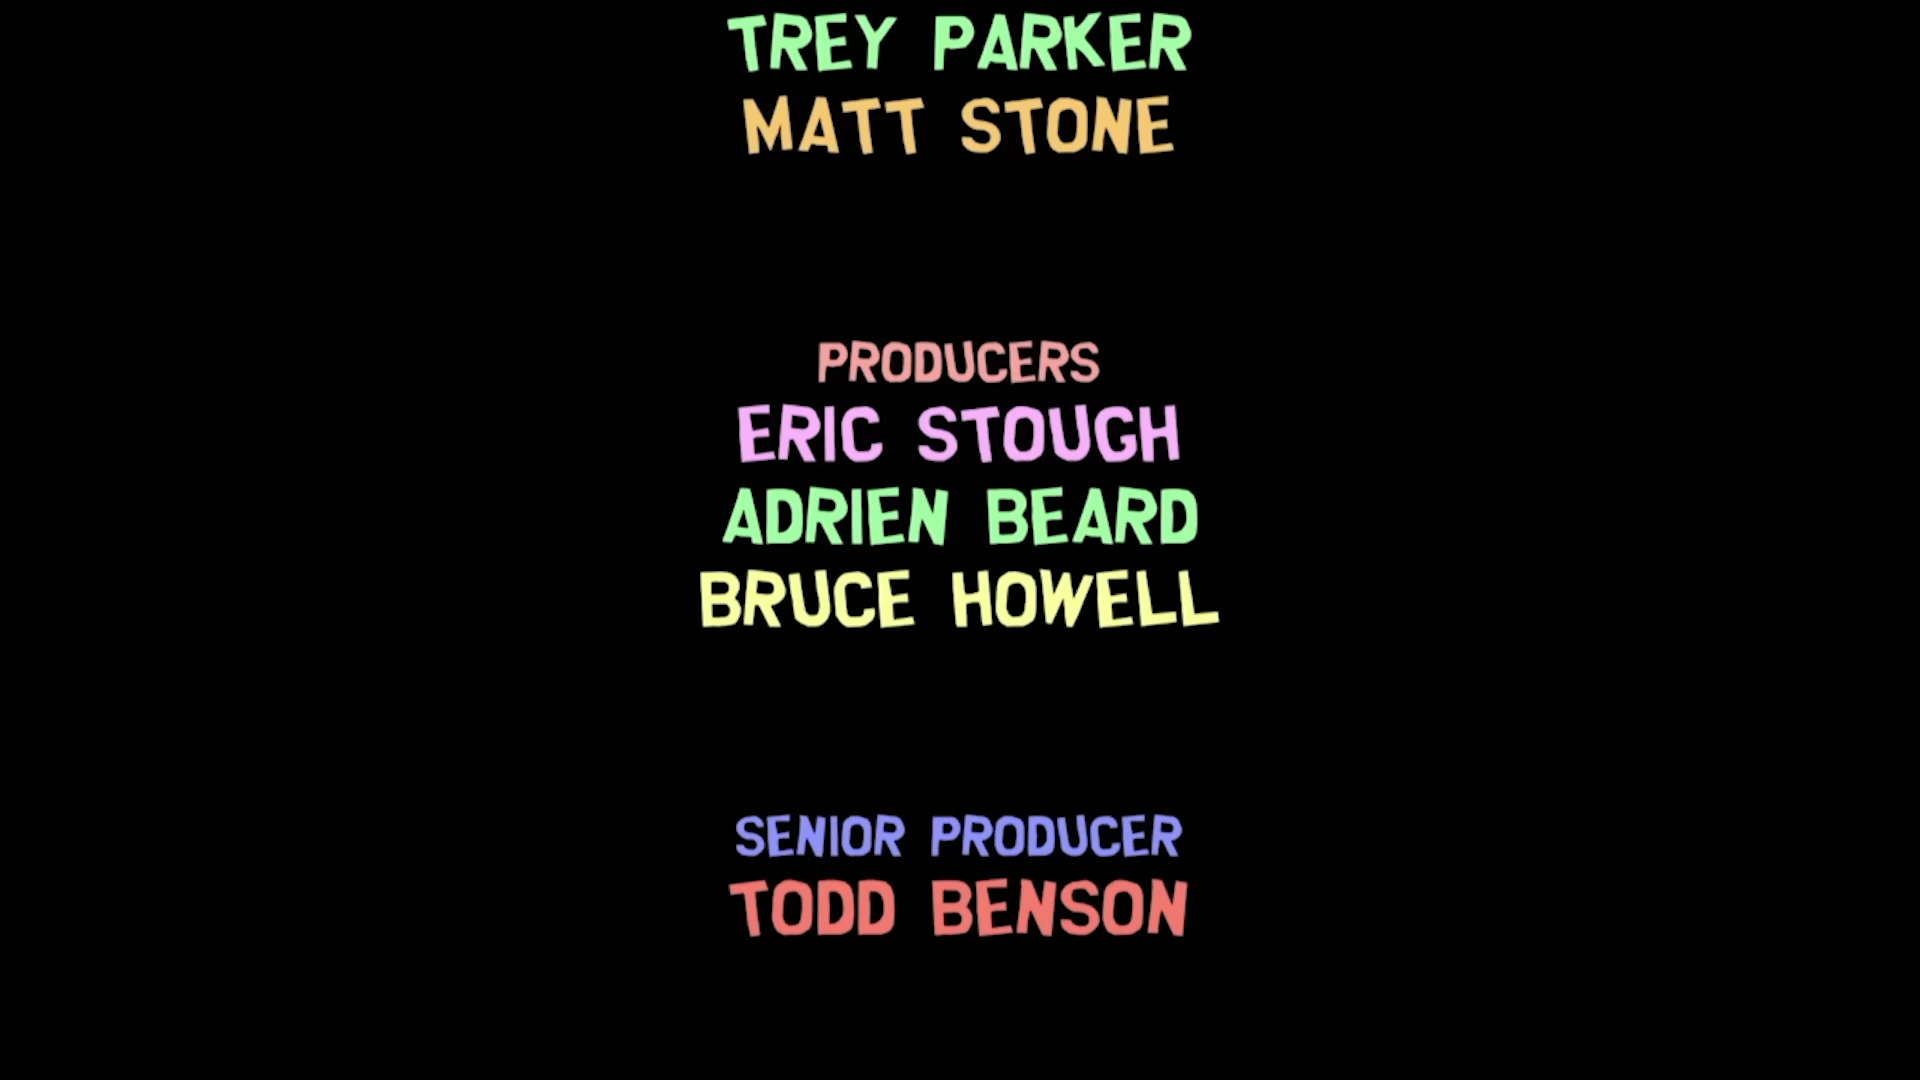 TREY PARKER
MATT STONE
PRODUCERS
ERIC STOUGH
ADRIEN BEARD
BRUCE HOWELL
SENIOR PRODUCER
TODD BENSON